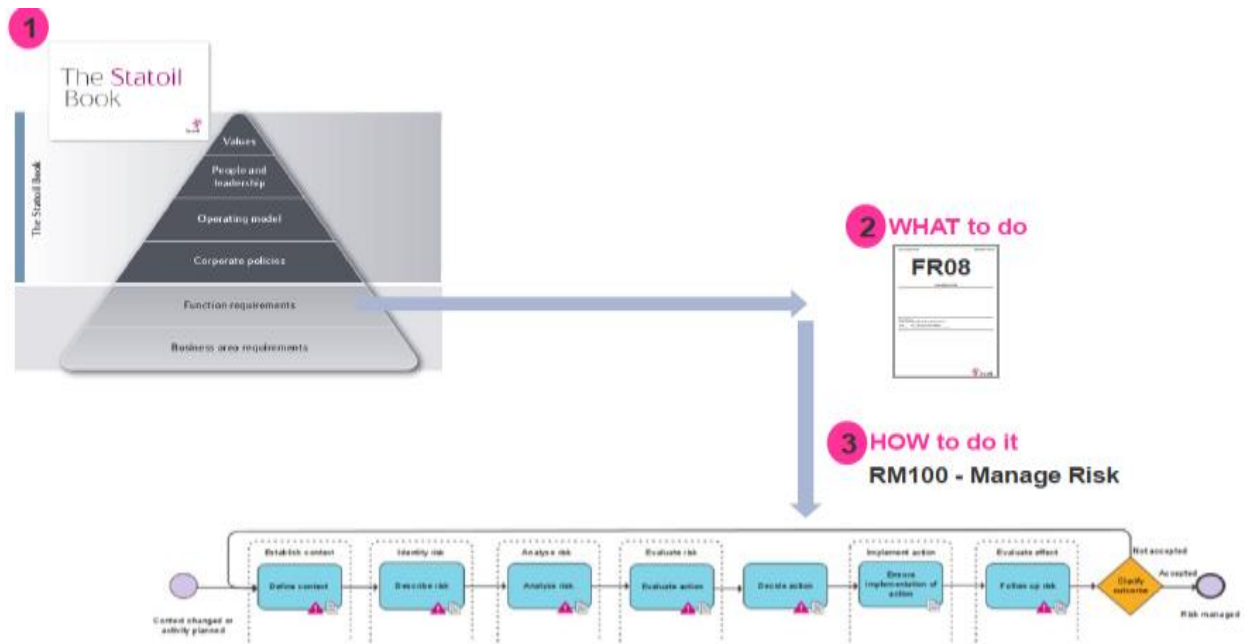 1
The Statoil
Book
The Statoil Book
Values
People and
leadership
Operating model
Corporate policies
Function requirements
Business area requirements
2 WHAT to do
FR08
3 HOW to do it
RM100 - Manage Risk
Establish context
Identify risk
Analyse risk
Evaluate risk
Implement action
Evaluate effect
Not accepted
Define context
Describe risk
Analyse risk
Evaluate action
Decide action
Ensure
implementation of
action
Follow up risk
Clarify
outcome
Accepted
Context changed or
activity planned
Risk managed